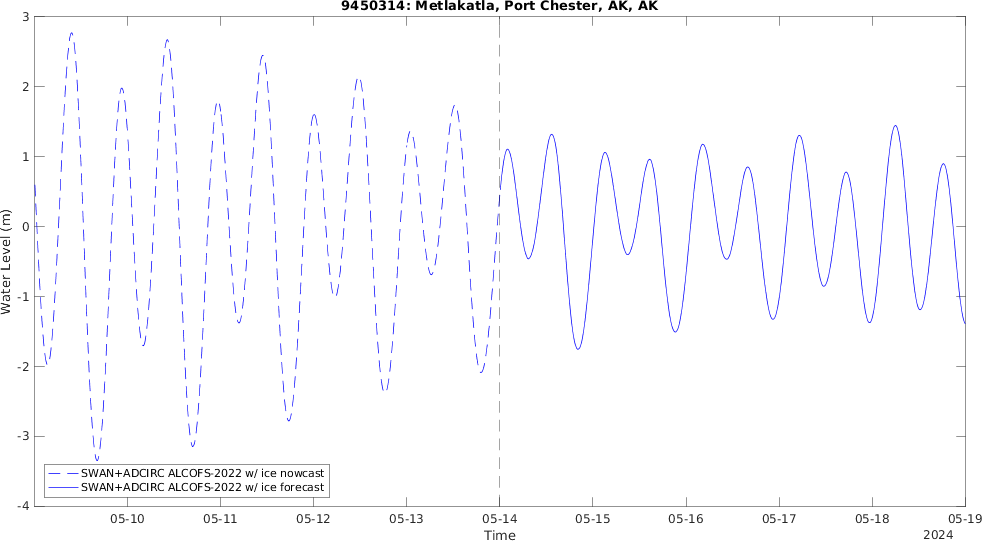 9450314: Metlakatla, Port Chester, AK, AK
3
2
1
0
-1
-2
-3
-4
Water Level (m)
SWAN+ADCIRC ALCOFS-2022 w/ ice nowcast
SWAN+ADCIRC ALCOFS-2022 w/ ice forecast
05-10 05-11 05-12 05-13 05-14 05-15 05-16 05-17 05-18 05-19
Time
2024